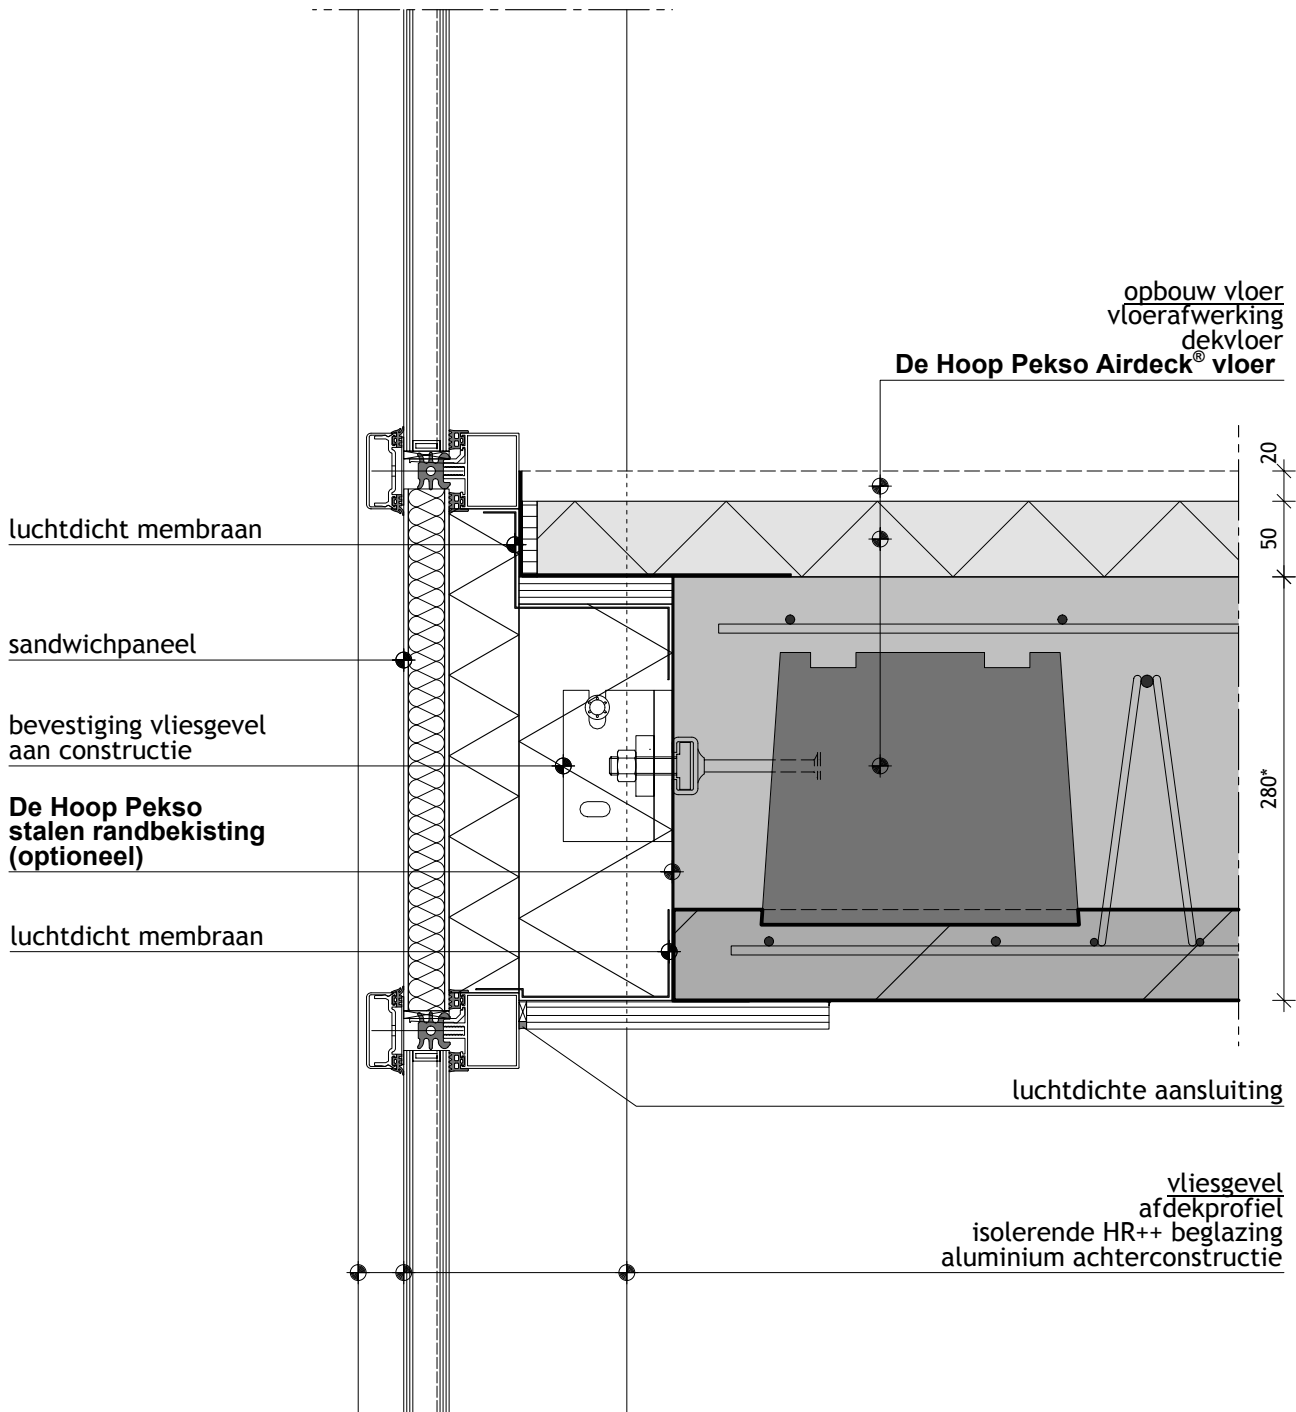 opbouw vloer
vloerafwerking
dekvloer
De Hoop Pekso Airdeck® vloer
20
luchtdicht membraan
50
sandwichpaneel
bevestiging vliesgevel
aan constructie
280*
De Hoop Pekso
stalen randbekisting
(optioneel)
luchtdicht membraan
luchtdichte aansluiting
vliesgevel
afdekprofiel
isolerende HR++ beglazing
aluminium achterconstructie